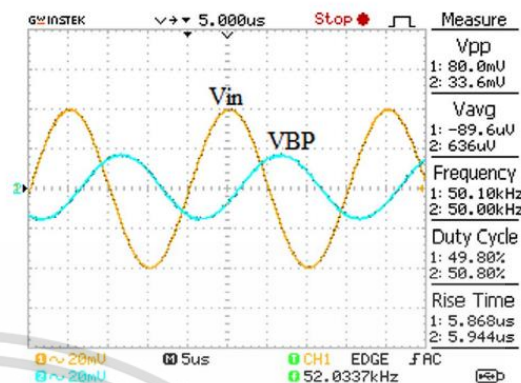 GWINSTEK 5.000us Stop Measure
Vpp
1: 80.0mV
2: 33.6mV
Vavg
1: -89.6uV
2: 636uV
Frequency
1: 50.10kHz
2: 50.00kHz
Duty Cycle
1: 49.80%
2: 50.80%
Rise Time
1: 5.868us
2: 5.944us
Vin
VBP
2
1 ~ 20mV M 5us T CH1 EDGE AC
2 ~ 20mV T 52.0337kHz